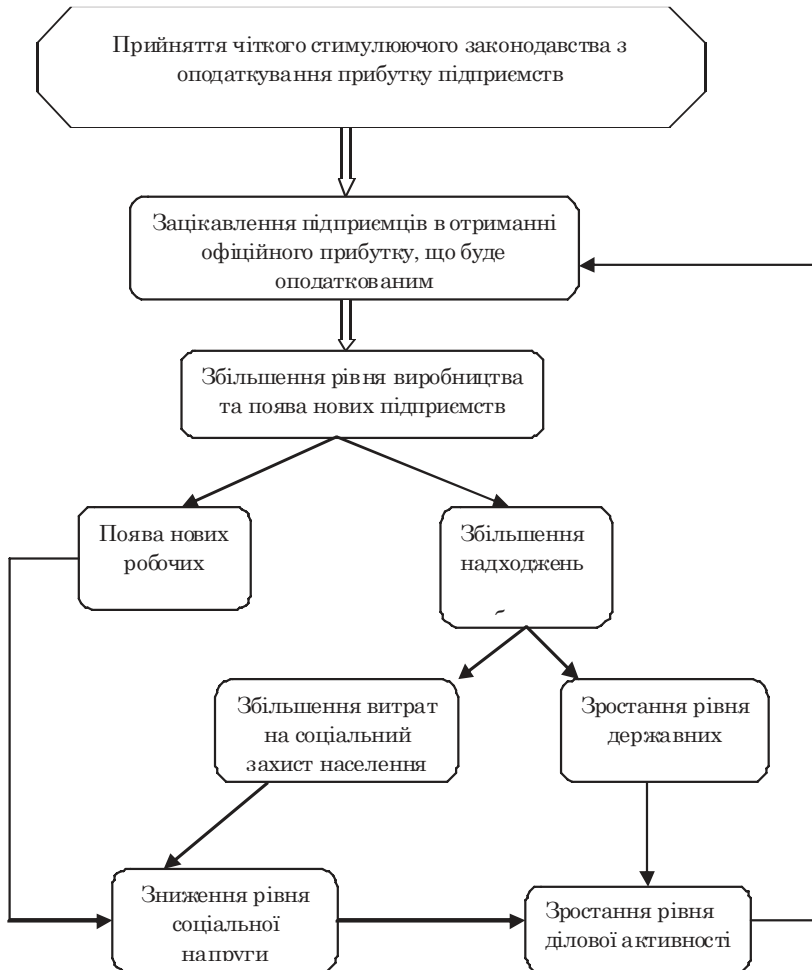 Прийняття чіткого стимулюючого законодавства з
оподаткування прибутку підприємств
Зацікавлення підприємців в отриманні
офіційного прибутку, що буде
оподаткованим
Збільшення рівня виробництва
та поява нових підприємств
Поява нових
робочих
Збільшення
надходжень
Збільшення витрат
на соціальний
захист населення
Зростання рівня
державних
Зниження рівня
соціальної
напруги
Зростання рівня
ділової активності